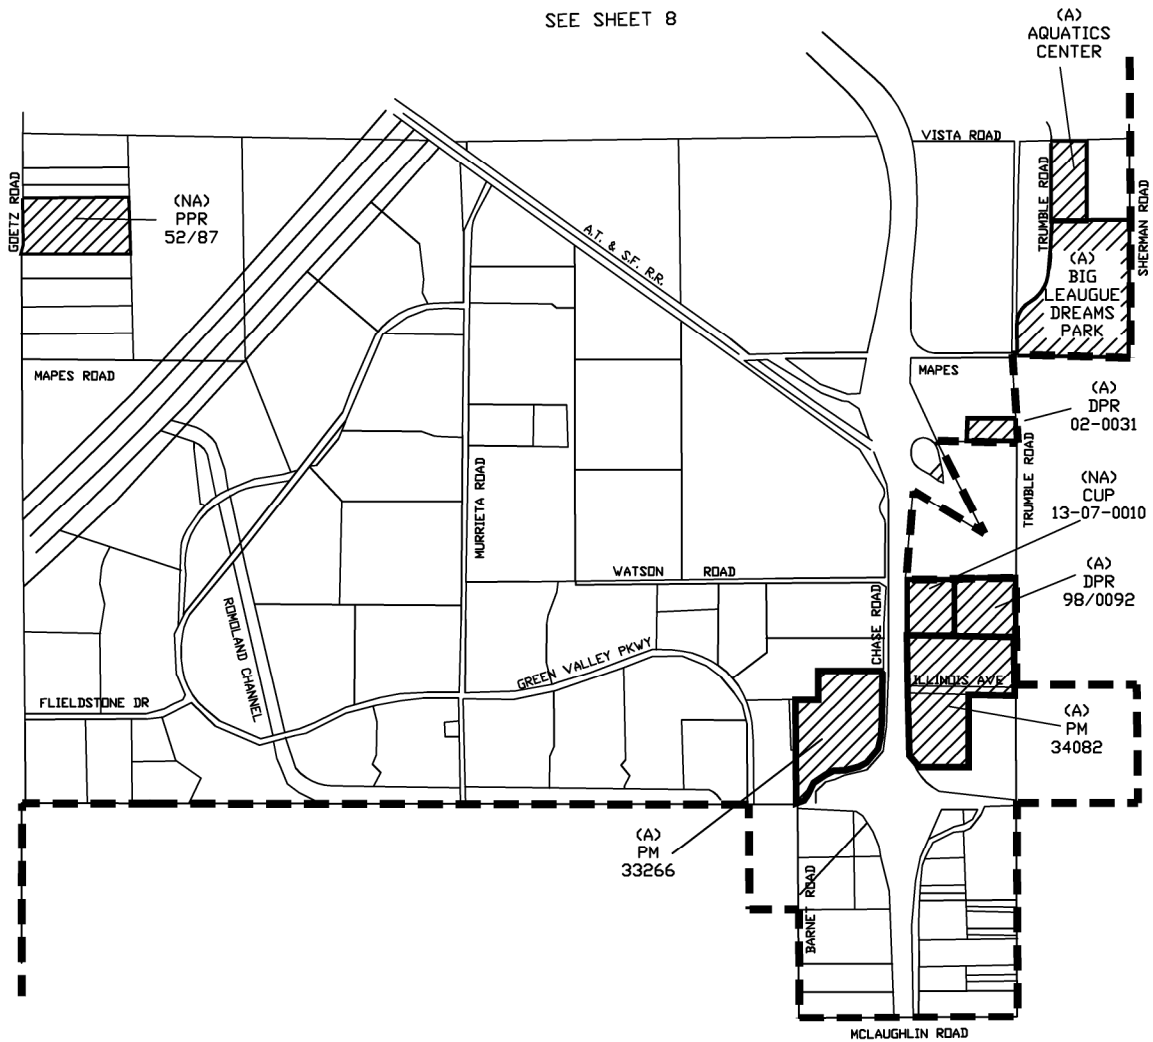 SEE SHEET 8
(A)
AQUATICS
CENTER
VISTA ROAD
GOETZ ROAD
(NA)
PPR
52/87
TRUMBLE ROAD
SHERMAN ROAD
A.T. & S.F. R.R.
(A)
BIG
LEAUGUE
DREAMS
PARK
MAPES ROAD
MAPES
(A)
DPR
02-0031
TRUMBLE ROAD
(NA)
CUP
13-07-0010
MURRIETA ROAD
WATSON ROAD
(A)
DPR
98/0092
CHASE ROAD
ROMOLAND CHANNEL
GREEN VALLEY PKWY
ILLINOIS AVE
FLIELDSTONE DR
(A)
PM
34082
(A)
PM
33266
BARNET ROAD
MCLAUGHLIN ROAD